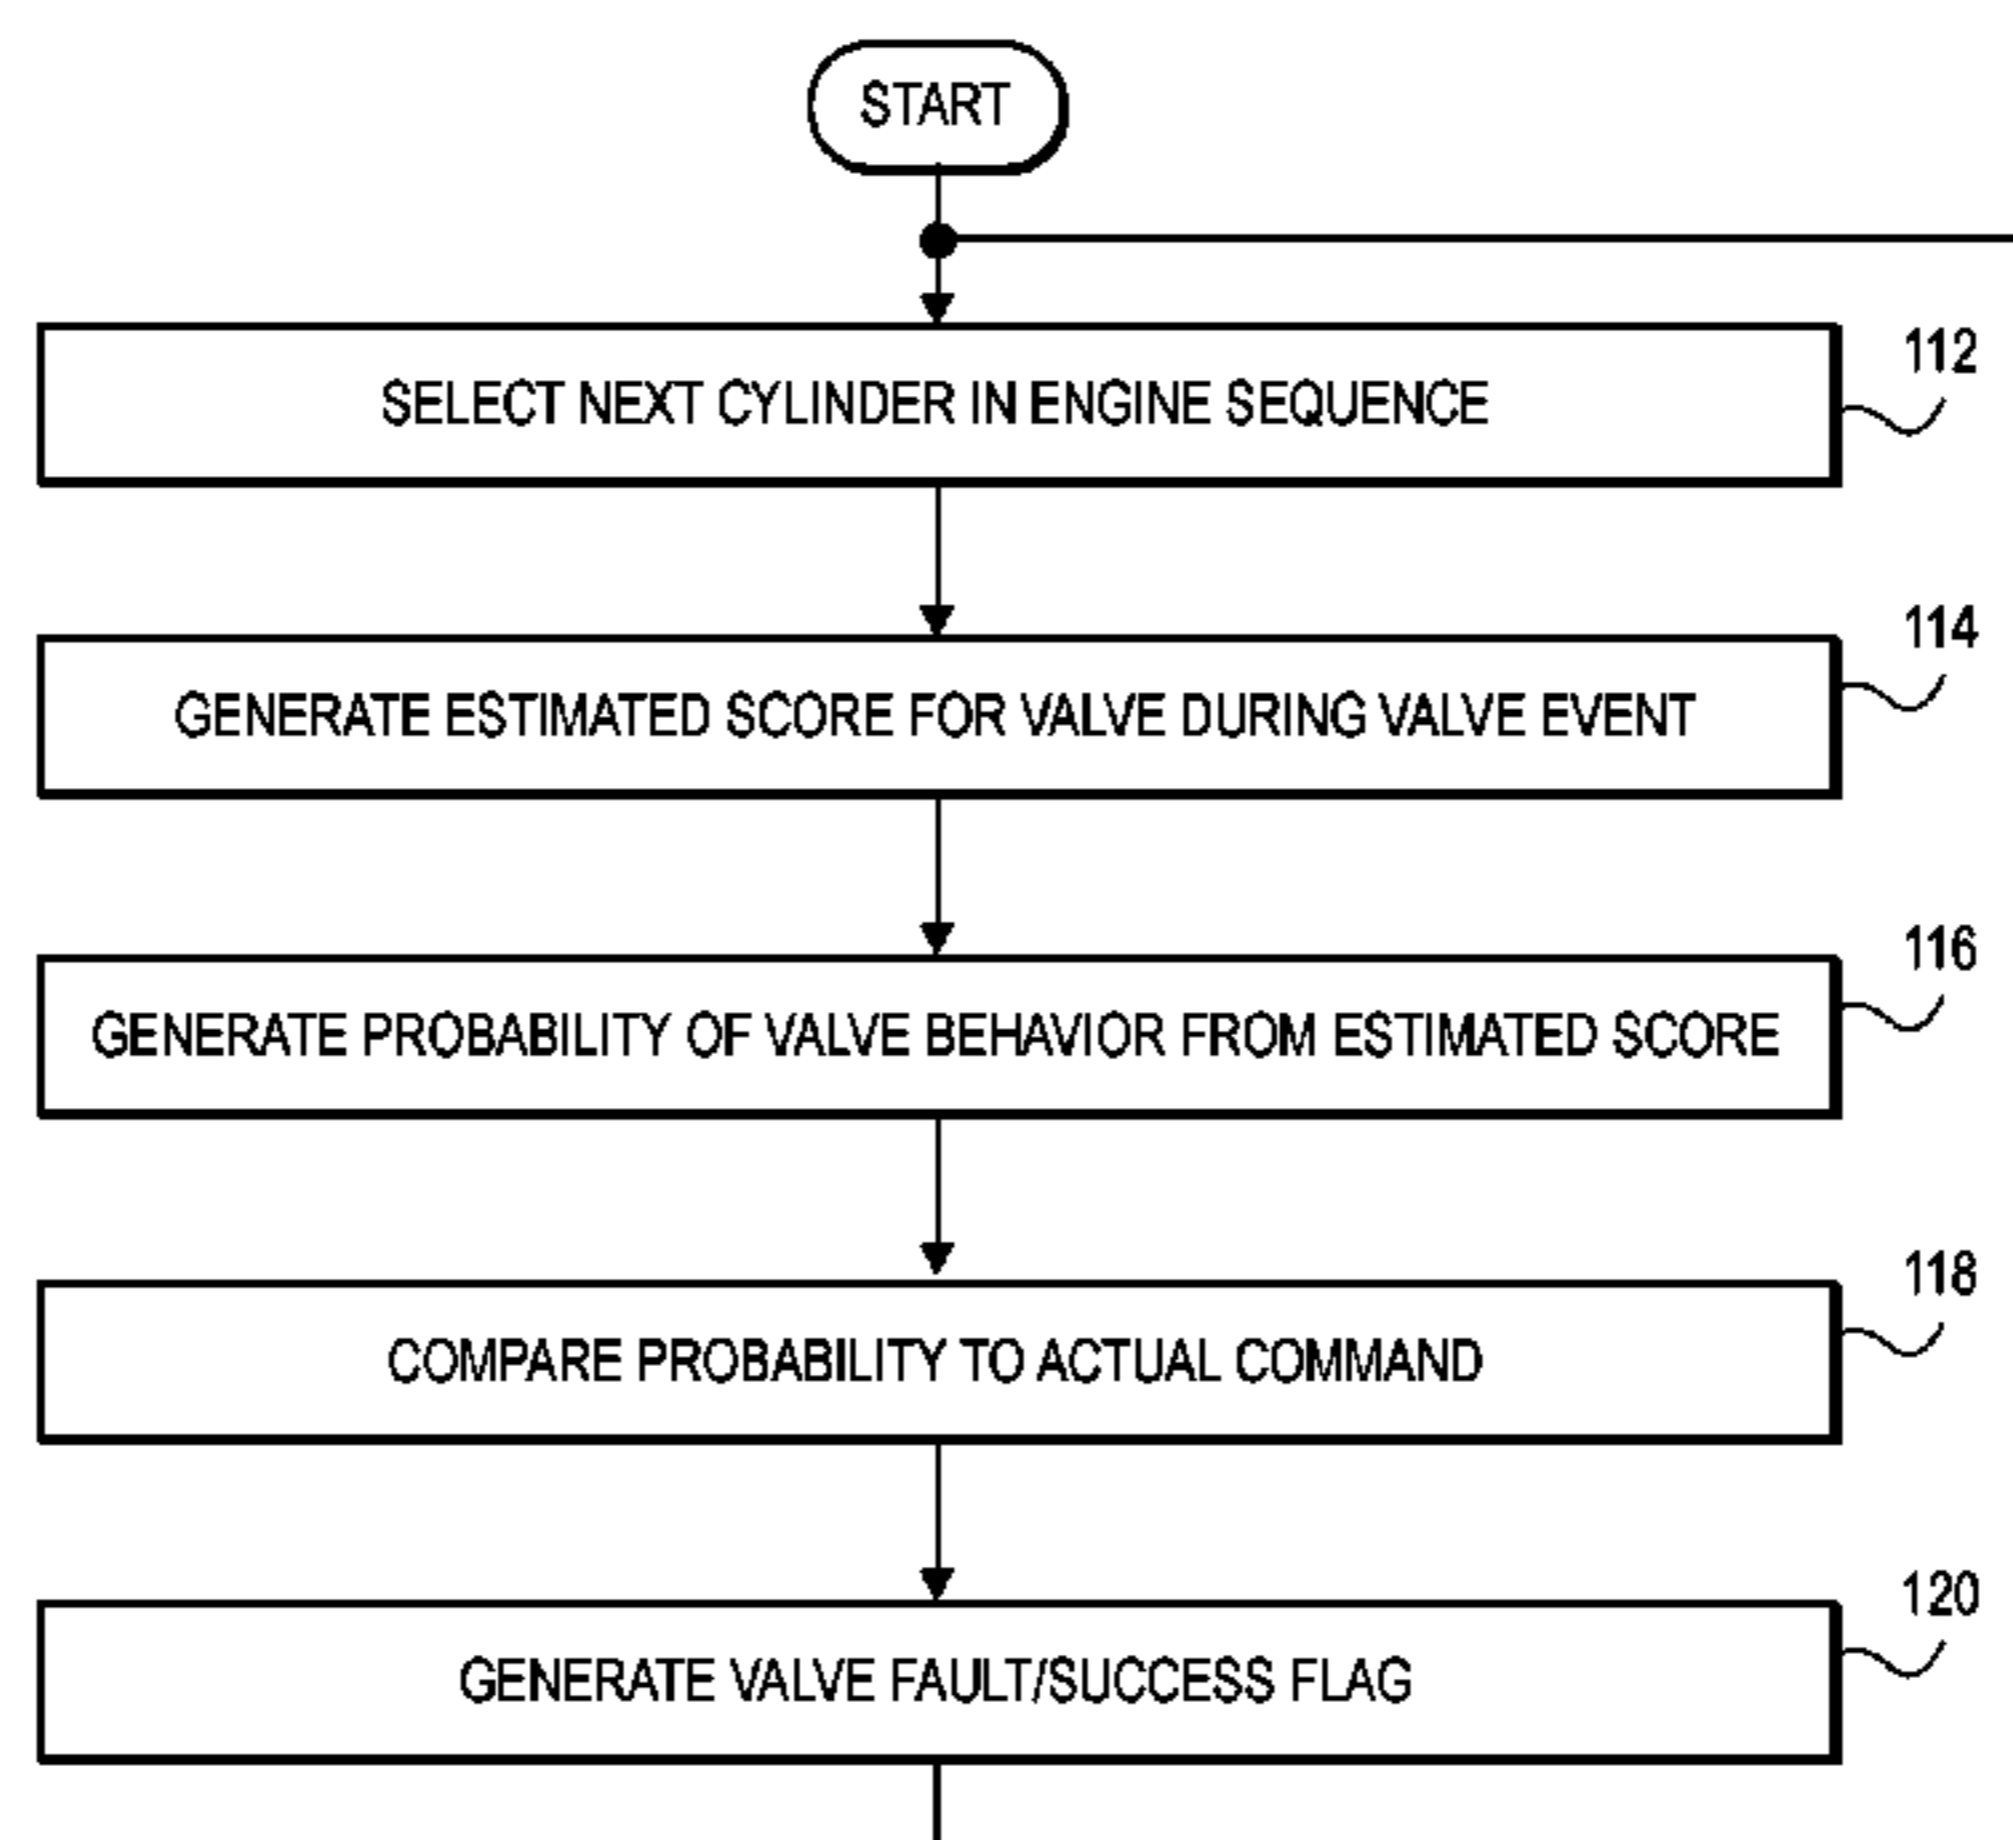 START
112
SELECT NEXT CYLINDER IN ENGINE SEQUENCE
114
GENERATE ESTIMATED SCORE FOR VALVE DURING VALVE EVENT
116
GENERATE PROBABILITY OF VALVE BEHAVIOR FROM ESTIMATED SCORE
118
COMPARE PROBABILITY TO ACTUAL COMMAND
120
GENERATE VALVE FAULT/SUCCESS FLAG